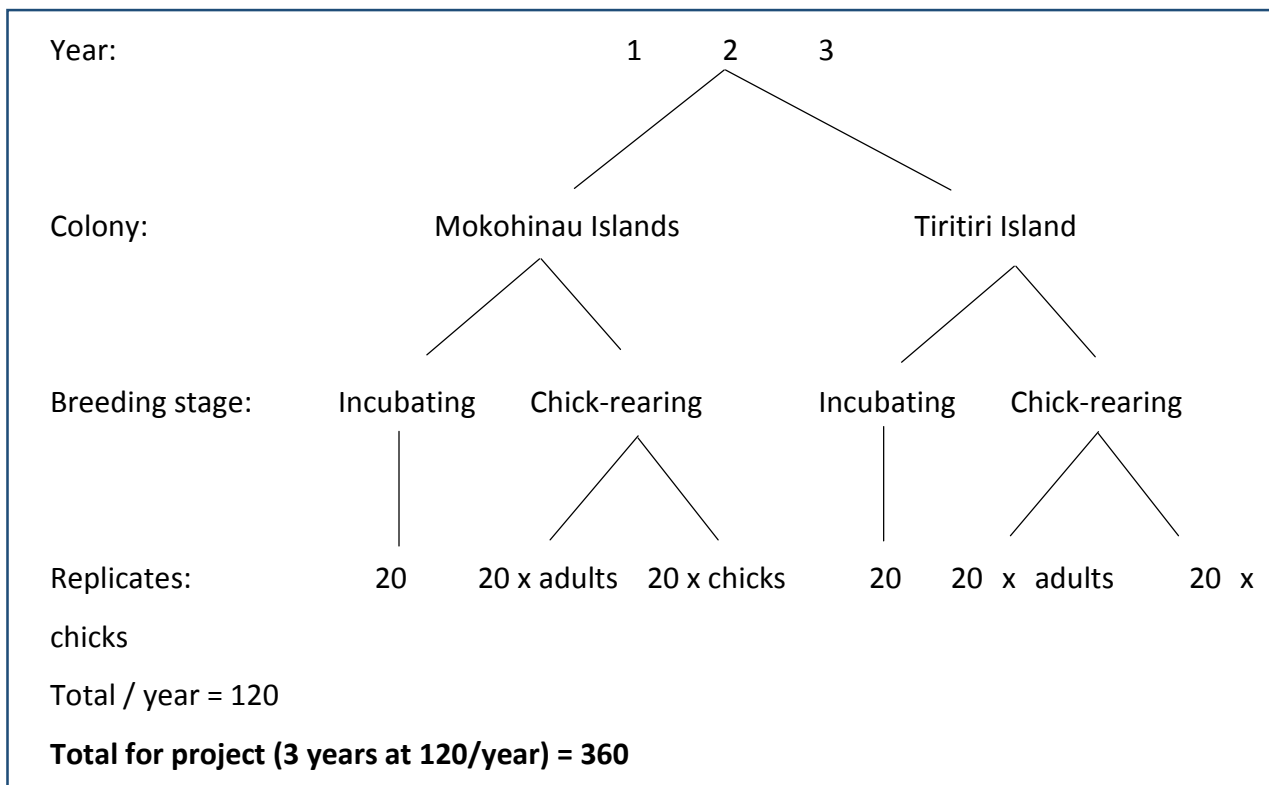 Year: 1 2 3
Colony: Mokohinau Islands Tiritiri Island
Breeding stage: Incubating Chick-rearing Incubating Chick-rearing
Replicates: 20 20 x adults 20 x chicks 20 20 x adults 20 x
chicks
Total / year = 120
Total for project (3 years at 120/year) = 360